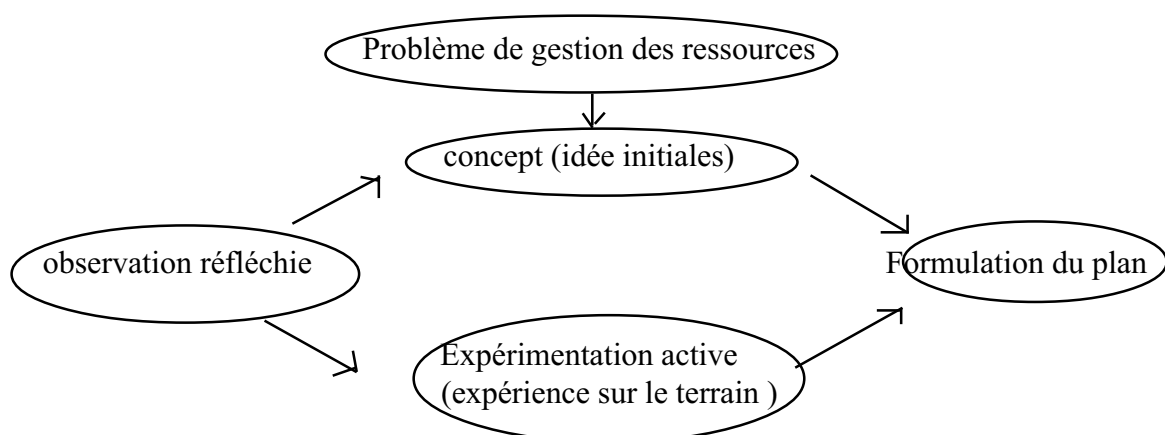 Problème de gestion des ressources
concept (idée initiales)
observation réfléchie
Formulation du plan
Expérimentation active
(expérience sur le terrain )